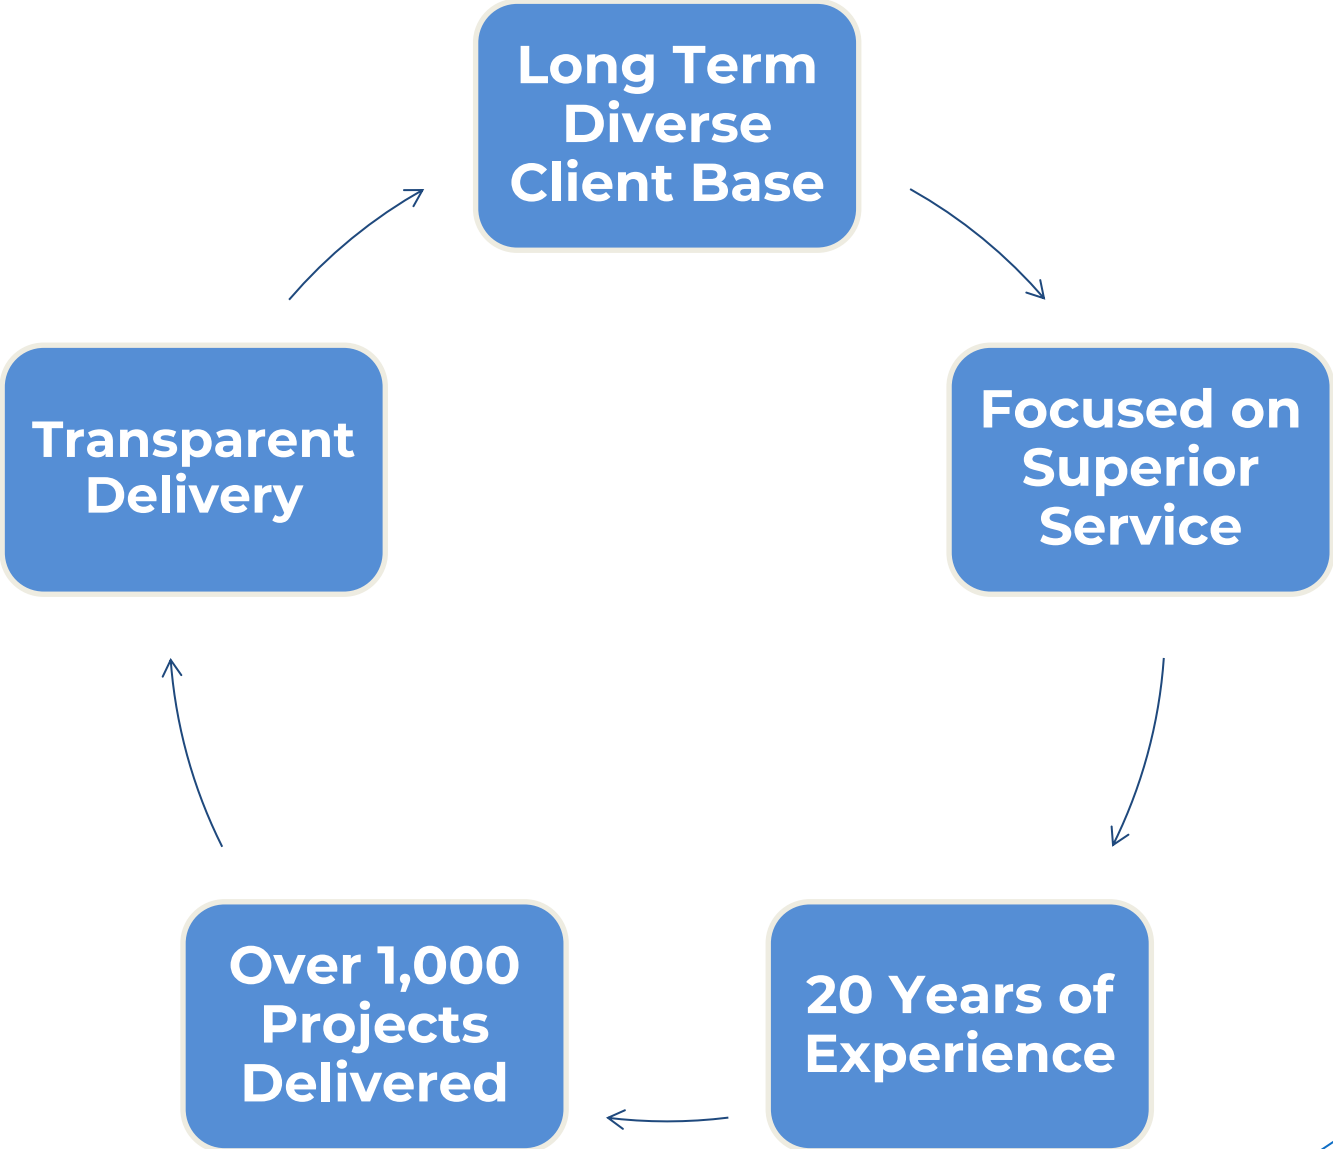 Long Term
Diverse
Client Base
Focused on
Superior
Service
20 Years of
Experience
Over 1,000
Projects
Delivered
Transparent
Delivery